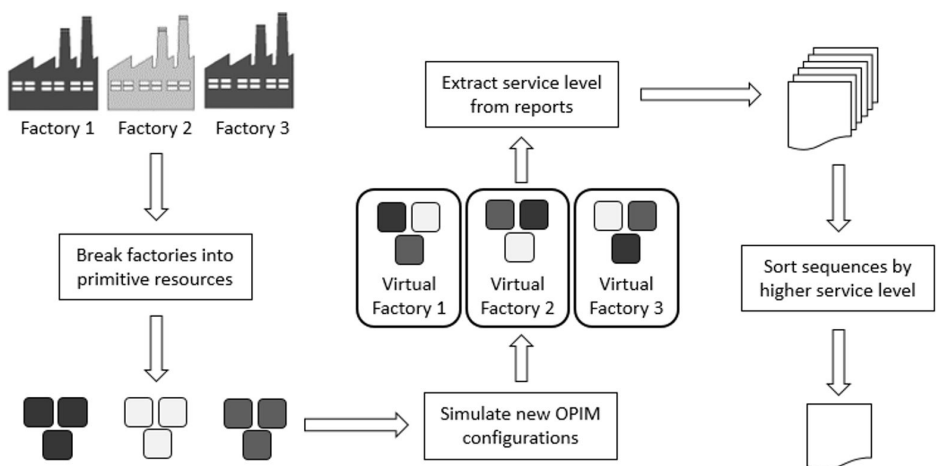 Factory 1
Factory 2
Factory 3
Break factories into
primitive resources
Simulate new OPIM
configurations
Virtual
Factory 1
Virtual
Factory 2
Virtual
Factory 3
Extract service level
from reports
Sort sequences by
higher service level